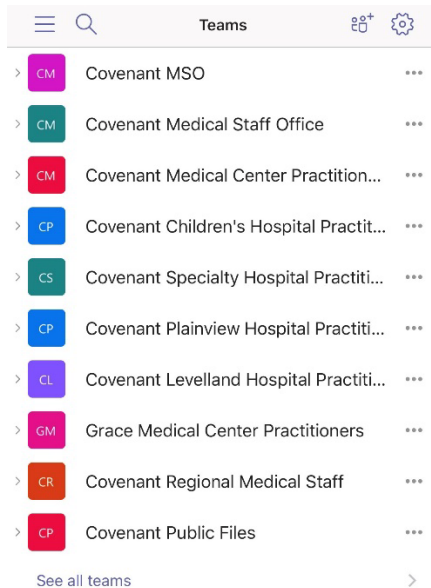 Teams
CM Covenant MSO
CM Covenant Medical Staff Office
CM Covenant Medical Center Practition...
CP Covenant Children's Hospital Practit...
CS Covenant Specialty Hospital Practiti...
CP Covenant Plainview Hospital Practiti...
CL Covenant Levelland Hospital Practiti...
GM Grace Medical Center Practitioners
CR Covenant Regional Medical Staff
CP Covenant Public Files
See all teams